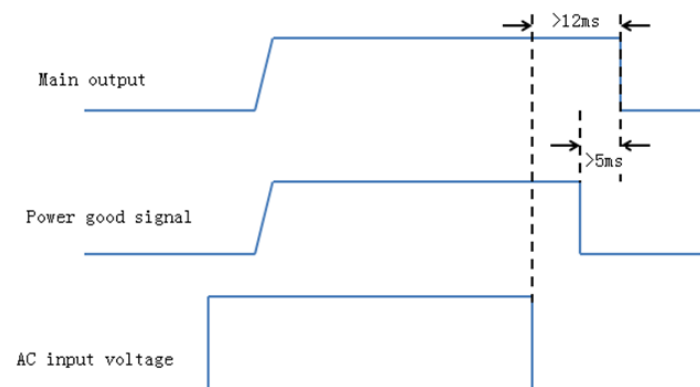 >12ms
Main output
>5ms
Power good signal
AC input voltage